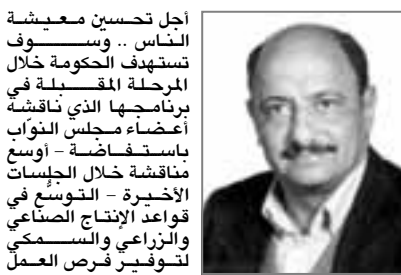 أجل تحسين معيشة
الناس .. وسوف
تستهدف الحكومة خلال
المرحلة المقبلة في
برنامجها الذي ناقشه
أعضاء مجلس النوّاب
باستفاضة – أوسع
مناقشة خلال الجلسات
الأخيرة – التوسُّع في
قواعد الإنتاج الصناعي
والزراعي والسمكي
لتوفير فرص العمل